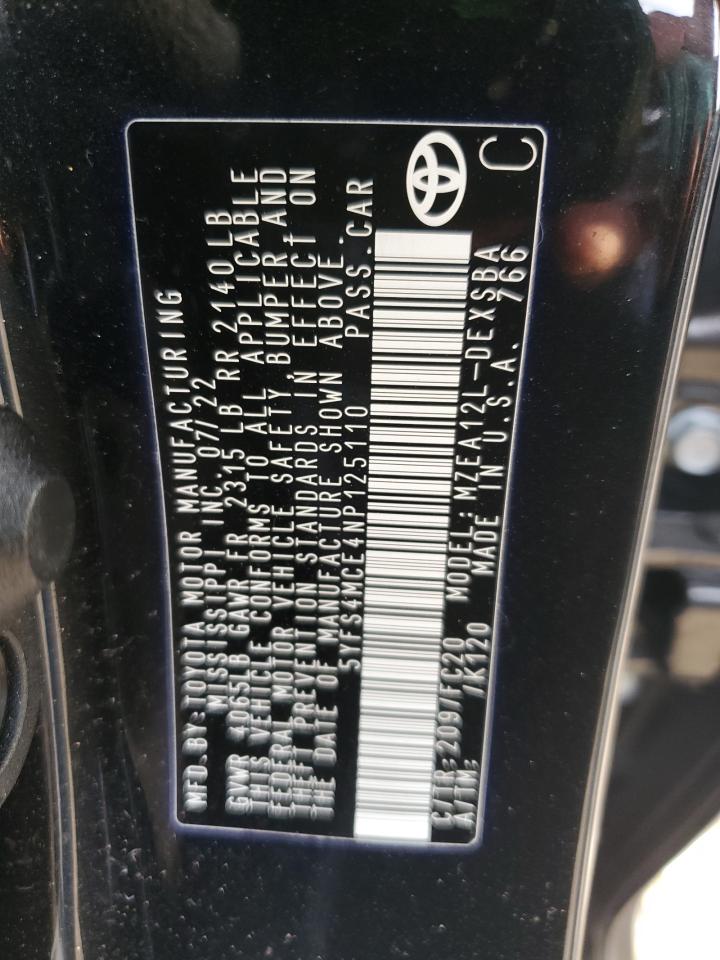 MFD.BY: TOYOTA MOTOR MANUFACTURING
MISSISSIPPI INC. 07/22
GVWR 4065LB GAWR FR 2315 LB RR 2140LB
THIS VEHICLE CONFORMS TO ALL APPLICABLE
FEDERAL MOTOR VEHICLE SAFETY, BUMPER AND
THEFT PREVENTION STANDARDS IN EFFECT ON
THE DATE OF MANUFACTURE SHOWN ABOVE.
5YFS4MCE4NP125110 PASS.CAR
C/TR: 209/FC20 MODEL: MZEA12L-DEXSBA
A/TM: /K120 MADE IN U.S.A. 766
C